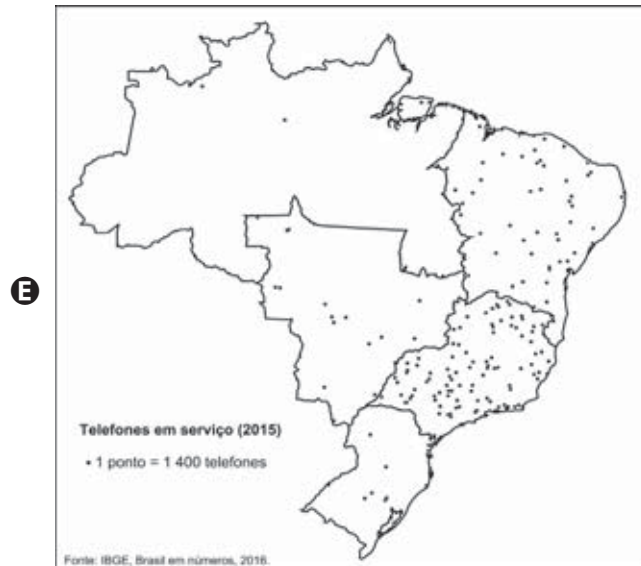 E
Telefones em serviço (2015)
• 1 ponto = 1 400 telefones
Fonte: IBGE, Brasil em números, 2016.